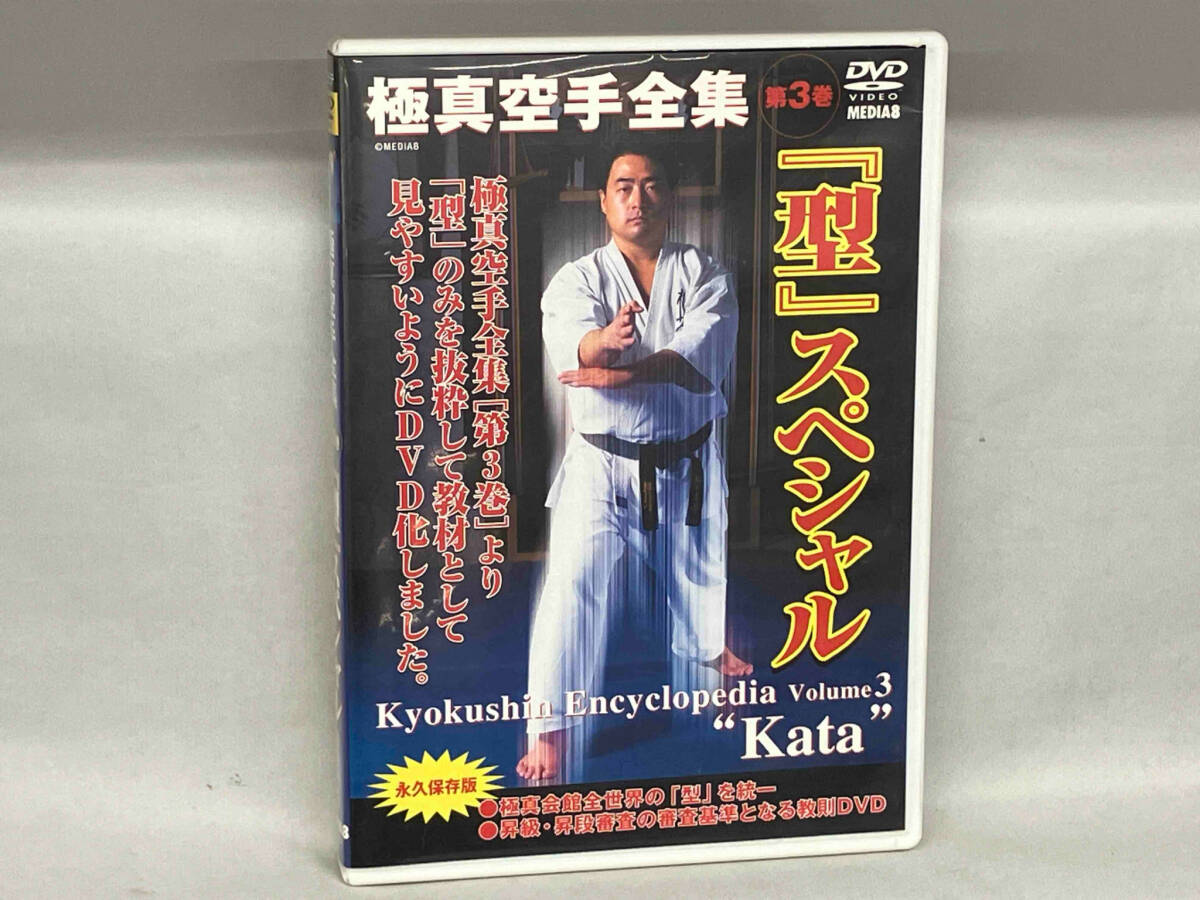 極真空手全集
第3巻
DVD
VIDEO
MEDIA8
©MEDIA8
『型』スペシャル
極真空手全集[第3巻]より
「型」のみを抜粋して教材として
見やすいようにDVD化しました。
Kyokushin Encyclopedia Volume3
“Kata”
永久保存版
●極真会館全世界の「型」を統一
●昇級・昇段審査の審査基準となる教則DVD